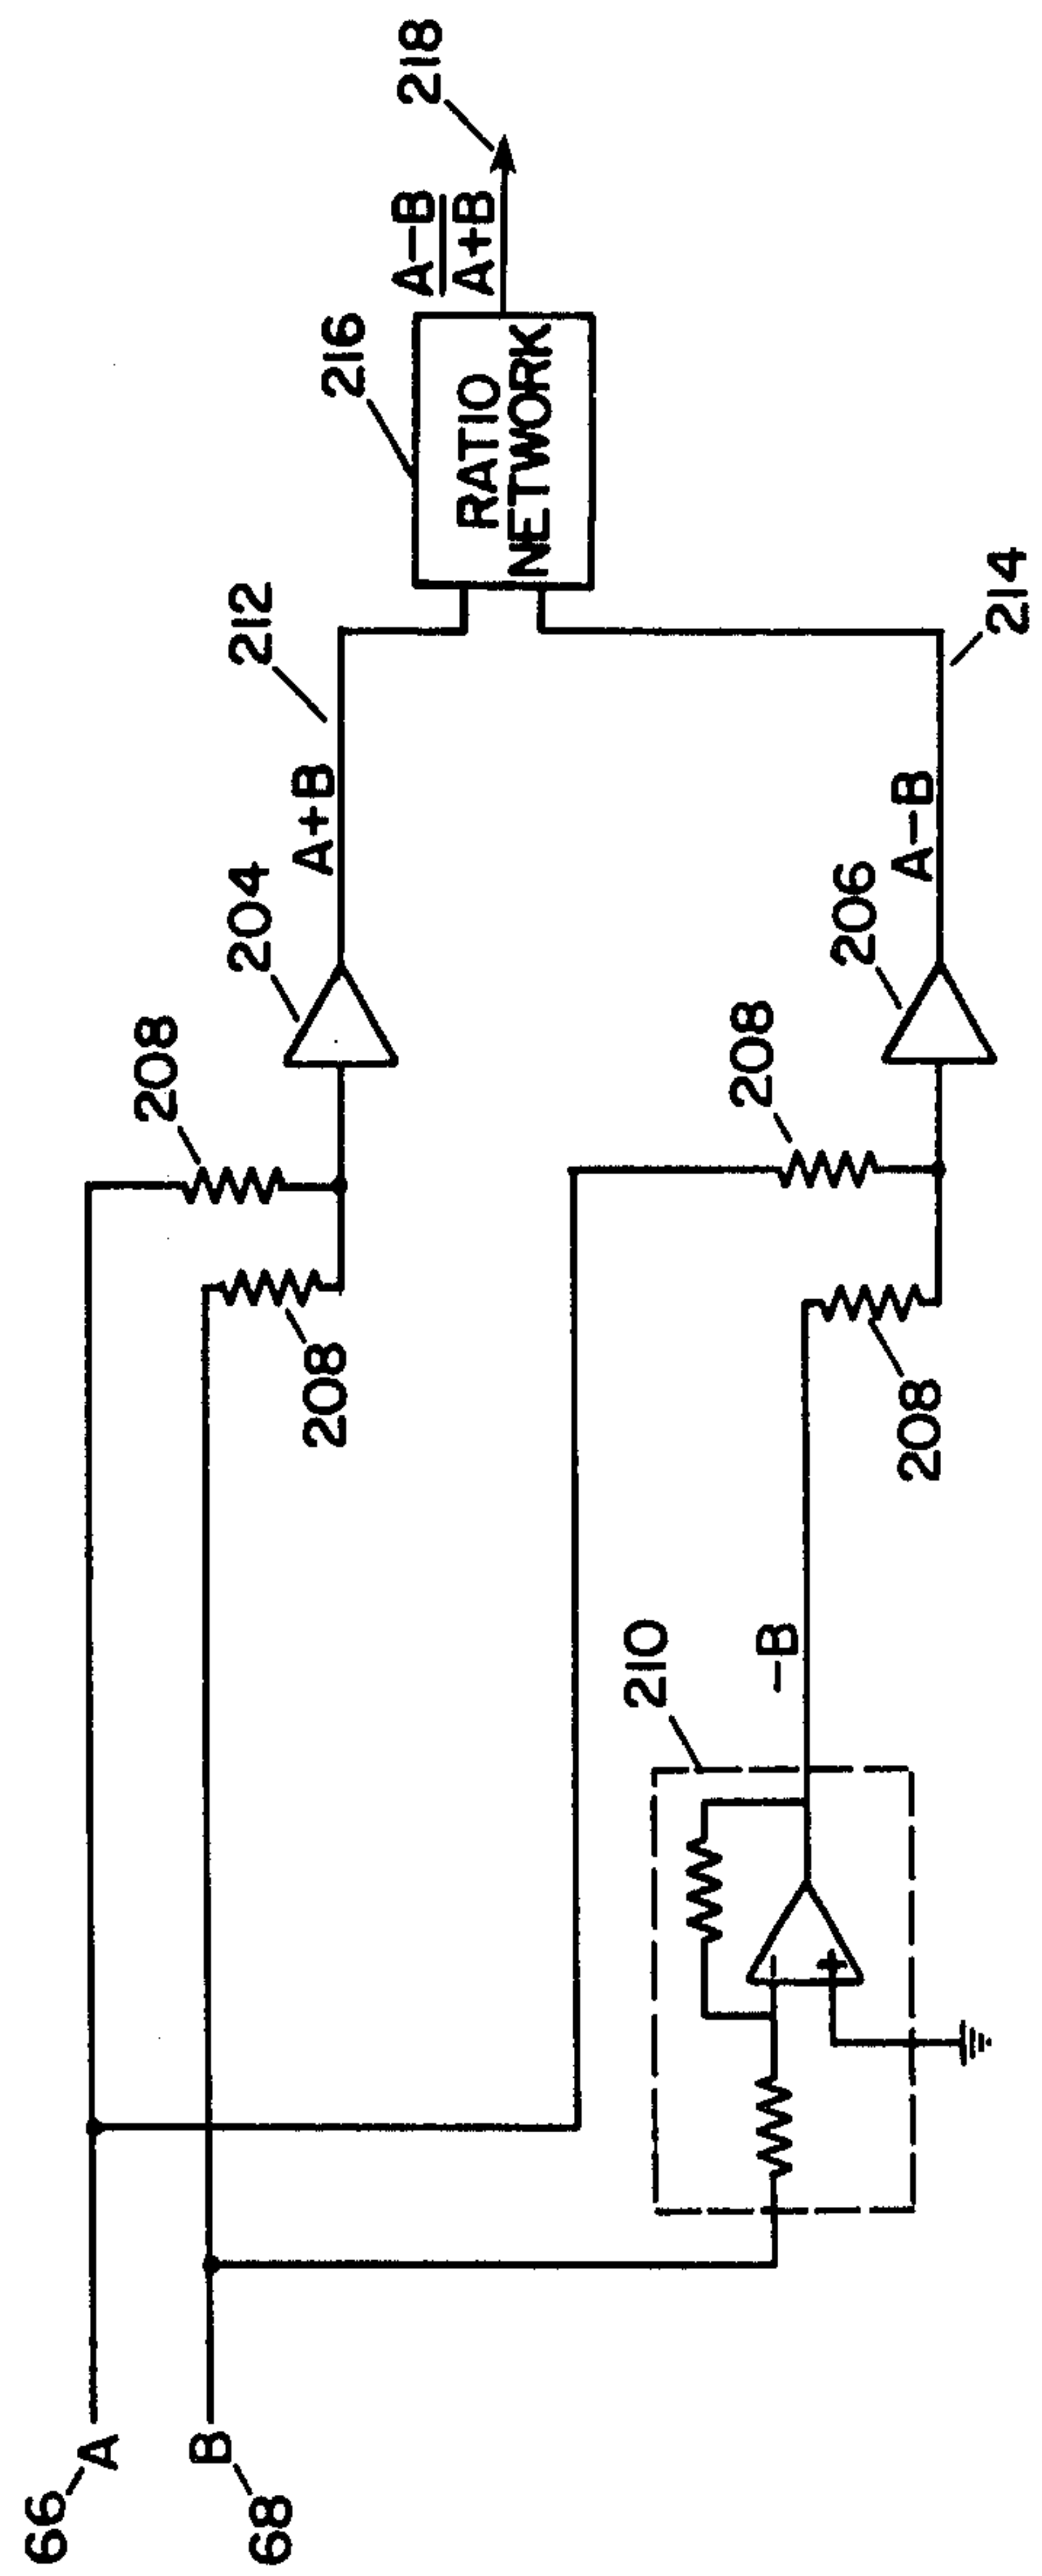 218
A–B
A+B
216
RATIO
NETWORK
212
214
A+B
A–B
204
206
208
208
208
208
210
–B
–
+
66
A
B
68